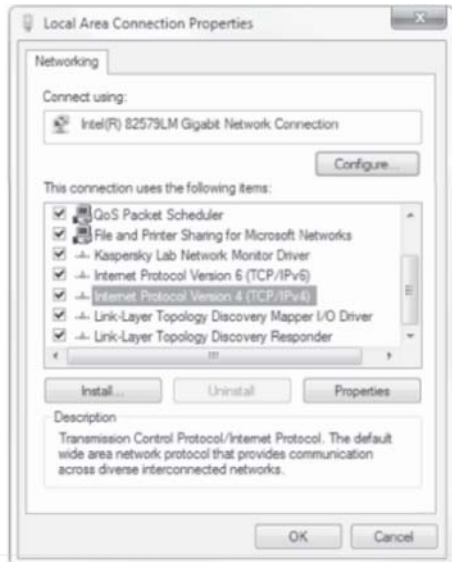 Local Area Connection Properties
Networking
Connect using:
Intel(R) 82579LM Gigabit Network Connection
Configure...
This connection uses the following items:
QoS Packet Scheduler
File and Printer Sharing for Microsoft Networks
Kaspersky Lab Network Monitor Driver
Internet Protocol Version 6 (TCP/IPv6)
Internet Protocol Version 4 (TCP/IPv4)
Link-Layer Topology Discovery Mapper I/O Driver
Link-Layer Topology Discovery Responder
Install...
Uninstall
Properties
Description
Transmission Control Protocol/Internet Protocol. The default
wide area network protocol that provides communication
across diverse interconnected networks.
OK
Cancel